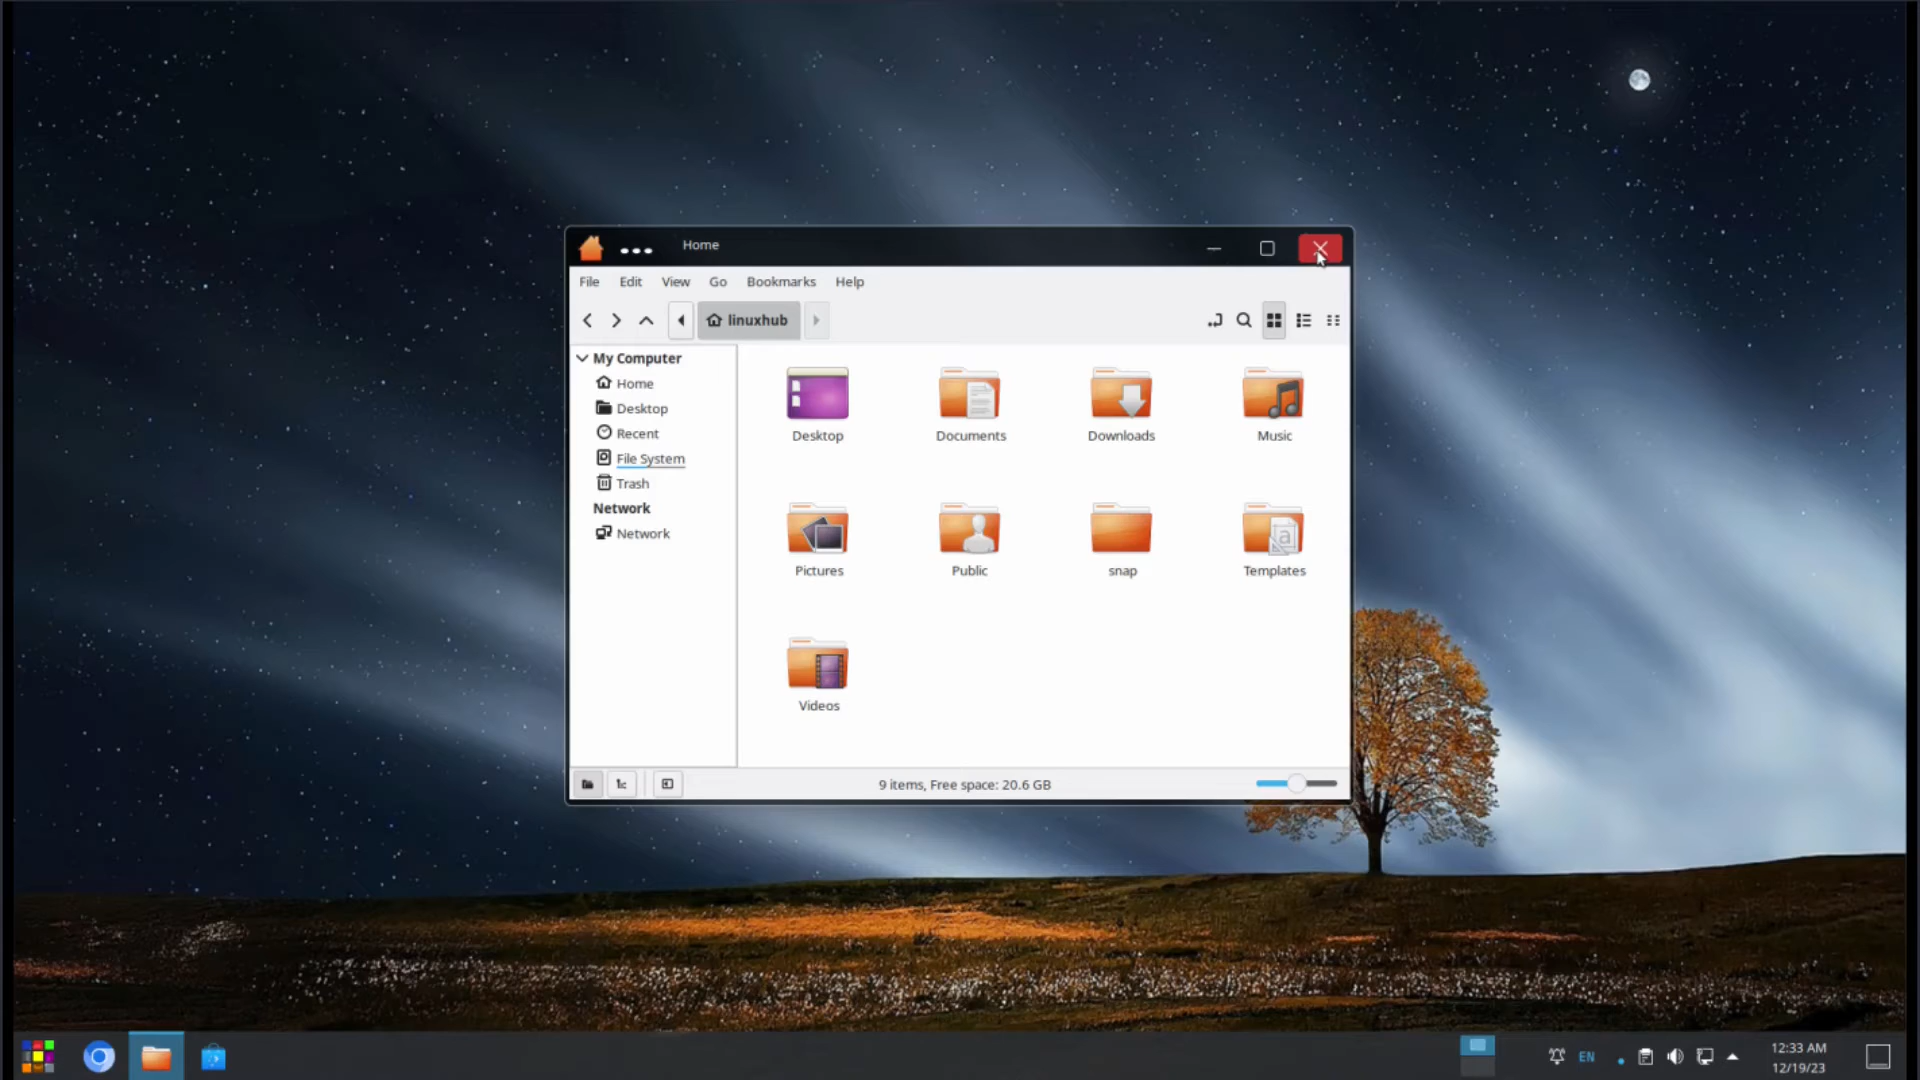 Home
File Edit View Go Bookmarks Help
linuxhub
My Computer
Home
Desktop
Recent
File System
Trash
Network
Network
Desktop Documents Downloads Music
Pictures Public snap Templates
Videos
9 items, Free space: 20.6 GB
EN
12:33 AM
12/19/23